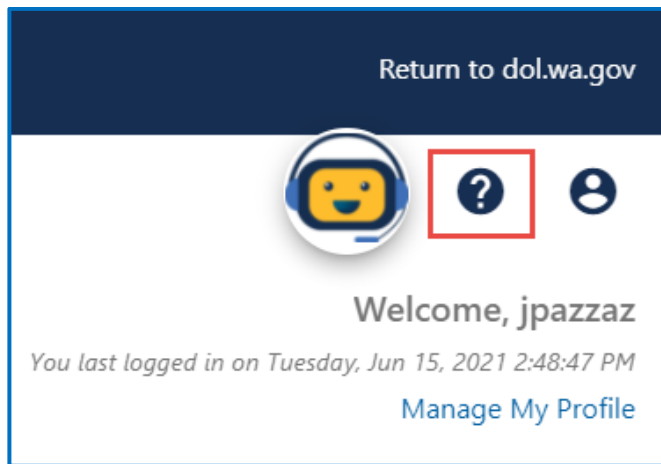 Return to dol.wa.gov
?
Welcome, jpazzaz
You last logged in on Tuesday, Jun 15, 2021 2:48:47 PM
Manage My Profile